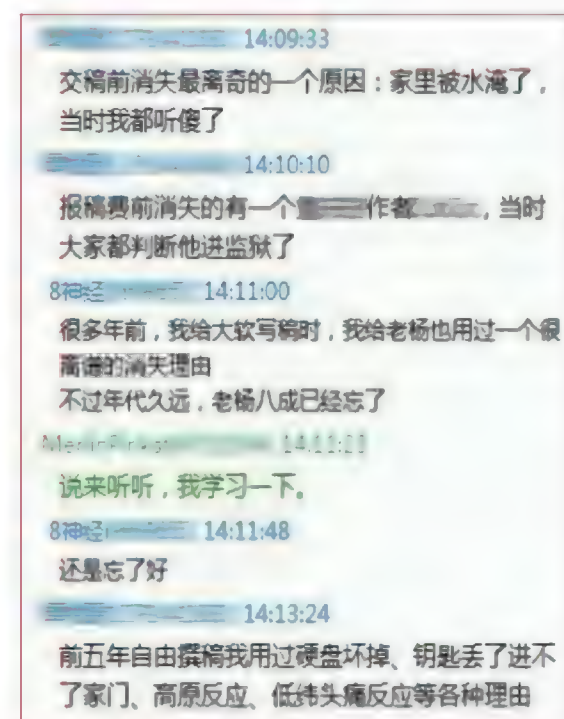 14:09:33
交稿前消失最离奇的一个原因：家里被水淹了，
当时我都听傻了
14:10:10
报稿费前消失的有一个 作者 ，当时
大家都判断他进监狱了
8神经 14:11:00
很多年前，我给大软写稿时，我给老杨也用过一个很
离谱的消失理由
不过年代久远，老杨八成已经忘了
说来听听，我学习一下。
8神经 14:11:48
还是忘了好
14:13:24
前五年自由撰稿我用过硬盘坏掉、钥匙丢了进不
了家门、高原反应、低纬头痛反应等各种理由